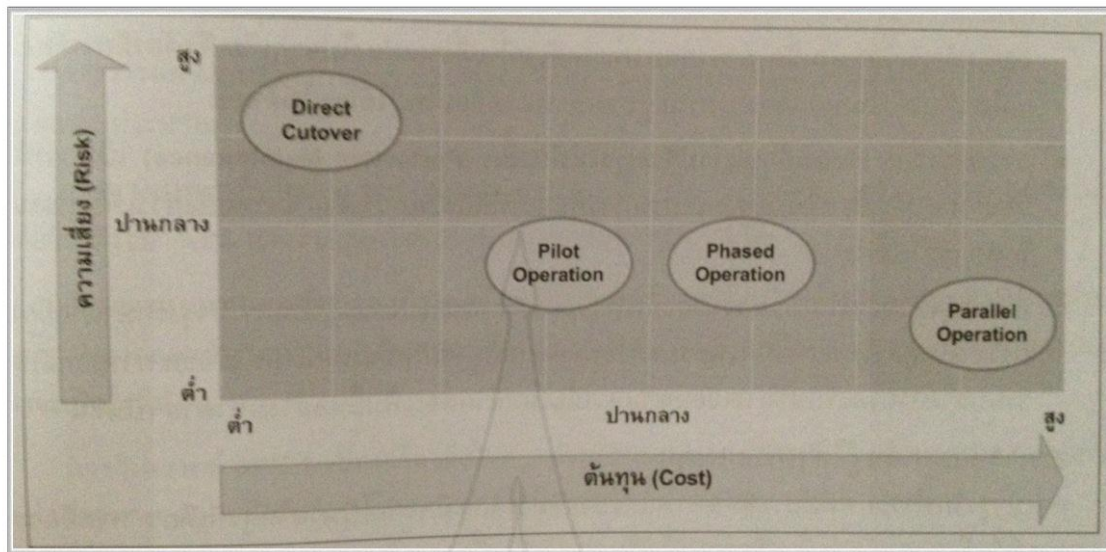 สูง
Direct
Cutover
ความเสี่ยง (Risk)
ปานกลาง
Pilot
Operation
Phased
Operation
Parallel
Operation
ต่ำ
ต่ำ
ปานกลาง
สูง
ต้นทุน (Cost)